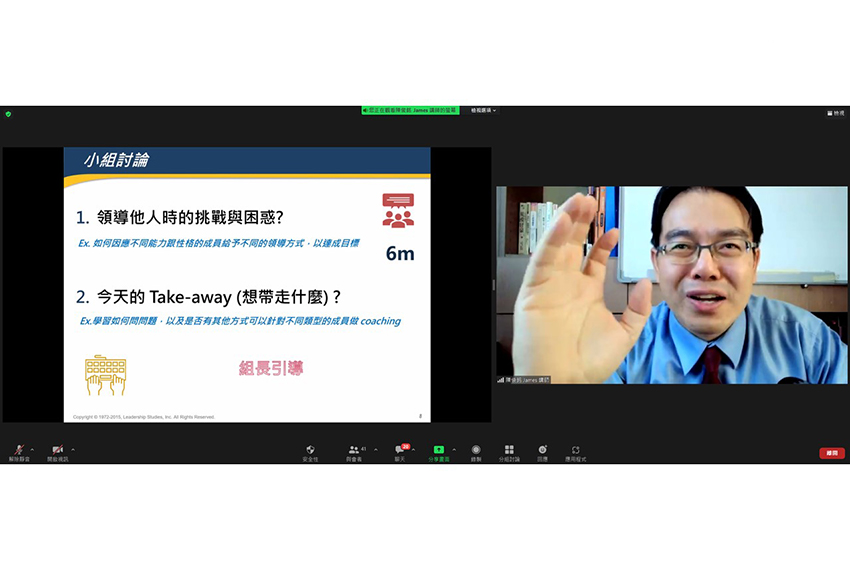 您正在觀看陳俊銘 James 講師的螢幕
檢視選項
檢視
小組討論
1. 領導他人時的挑戰與困惑?
Ex. 如何因應不同能力跟性格的成員給予不同的領導方式，以達成目標
6m
2. 今天的 Take-away (想帶走什麼)？
Ex.學習如何問問題，以及是否有其他方式可以針對不同類型的成員做 coaching
組長引導
Copyright © 1972-2015, Leadership Studies, Inc. All Rights Reserved.
8
James 講師
解除靜音
開啟視訊
安全性
與會者
41
聊天
分享螢幕
錄製
分組討論
回應
應用程式
離開